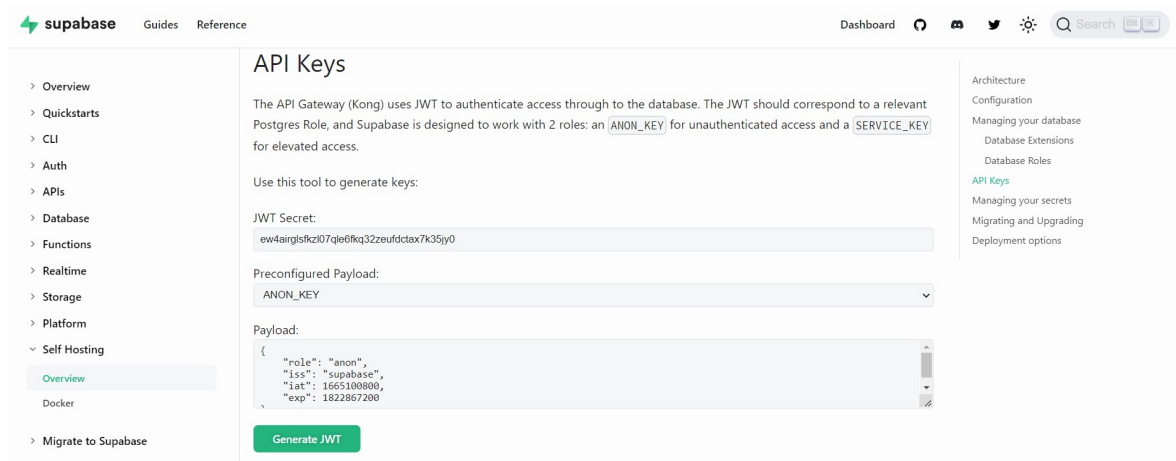 supabase Guides Reference Dashboard Search CTRL K
Overview
Quickstarts
CLI
Auth
APIs
Database
Functions
Realtime
Storage
Platform
Self Hosting
Overview
Docker
Migrate to Supabase
API Keys
The API Gateway (Kong) uses JWT to authenticate access through to the database. The JWT should correspond to a relevant
Postgres Role, and Supabase is designed to work with 2 roles: an ANON_KEY for unauthenticated access and a SERVICE_KEY
for elevated access.
Use this tool to generate keys:
JWT Secret:
ew4airglsfkzl07qle6fkq32zeufdctax7k35jy0
Preconfigured Payload:
ANON_KEY
Payload:
{
"role": "anon",
"iss": "supabase",
"iat": 1665100800,
"exp": 1822867200
}
Generate JWT
Architecture
Configuration
Managing your database
Database Extensions
Database Roles
API Keys
Managing your secrets
Migrating and Upgrading
Deployment options